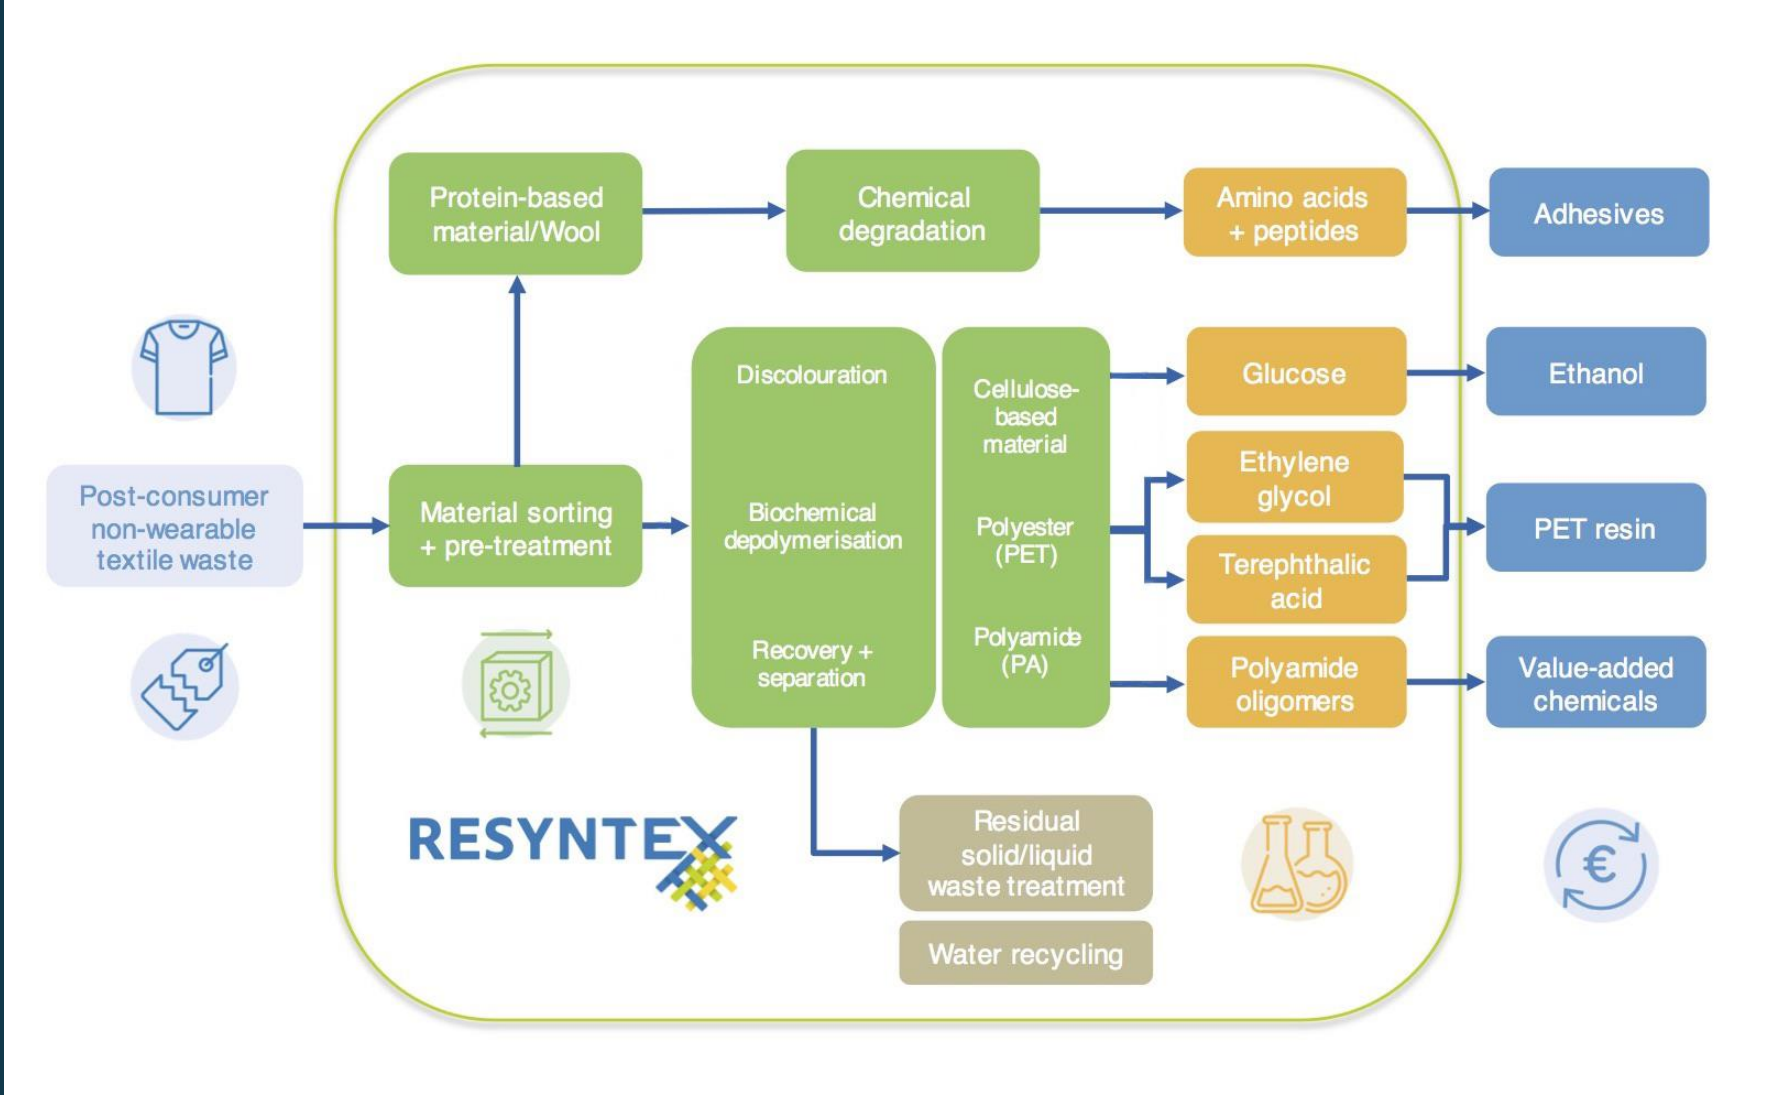 Protein-based
material/Wool
Chemical
degradation
Amino acids
+ peptides
Adhesives
Post-consumer
non-wearable
textile waste
Material sorting
+ pre-treatment
Discolouration
Biochemical
depolymerisation
Recovery +
separation
Cellulose-
based
material
Polyester
(PET)
Polyamide
(PA)
Glucose
Ethanol
Ethylene
glycol
Terephthalic
acid
PET resin
Polyamide
oligomers
Value-added
chemicals
RESYNTEX
Residual
solid/liquid
waste treatment
Water recycling
€